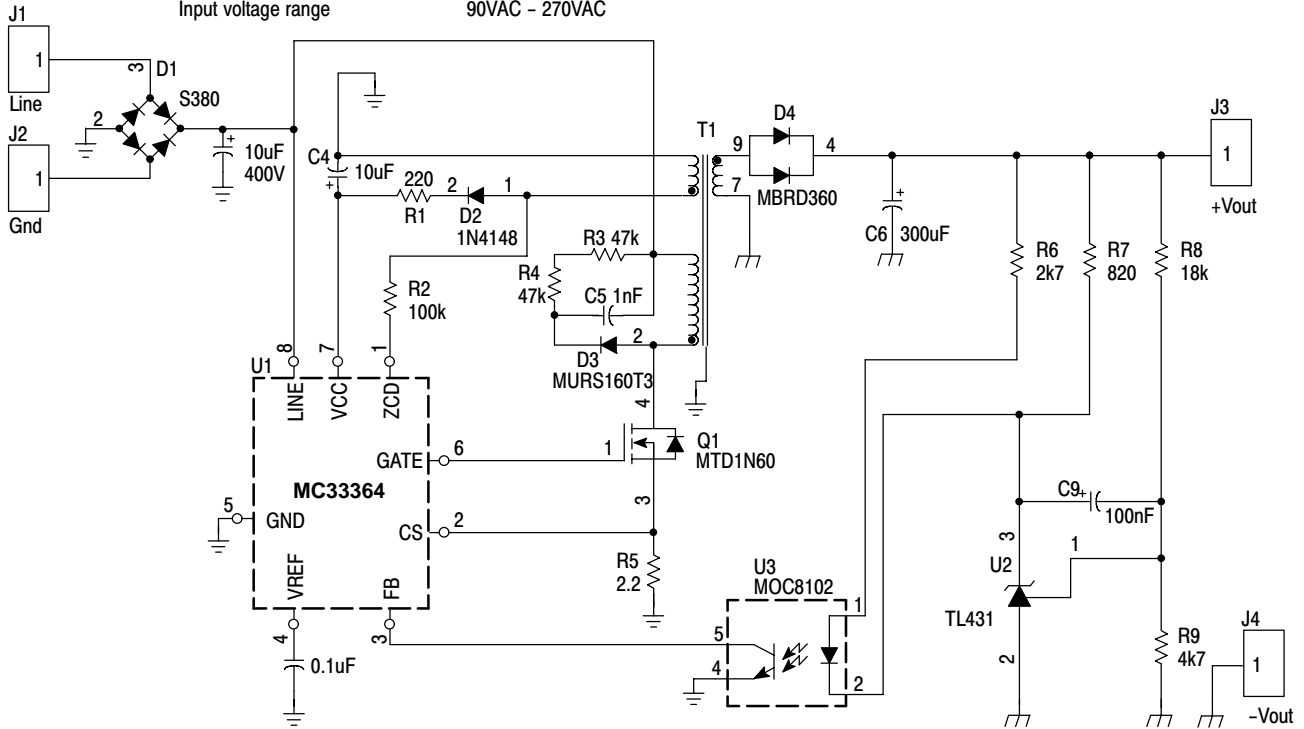 Input voltage range 90VAC – 270VAC
J1
1
Line
3
D1
S380
2
J2
1
Gnd
+
10uF
400V
C4
10uF
+
220
R1
2
D2
1N4148
1
R2
100k
R3 47k
R4
47k
C5 1nF
2
D3
MURS160T3
T1
9
7
D4
4
MBRD360
J3
1
+Vout
+
C6 300uF
R6
2k7
R7
820
R8
18k
U1
8
7
1
LINE
VCC
ZCD
GATE
6
MC33364
5
GND
CS
2
VREF
FB
4
3
0.1uF
4
1
Q1
MTD1N60
3
R5
2.2
U3
MOC8102
5
4
1
2
C9
+
100nF
3
U2
1
TL431
2
R9
4k7
J4
1
–Vout